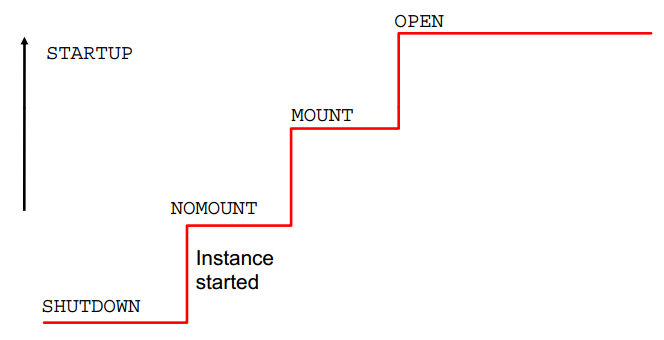 OPEN
STARTUP
MOUNT
NOMOUNT
Instance
started
SHUTDOWN